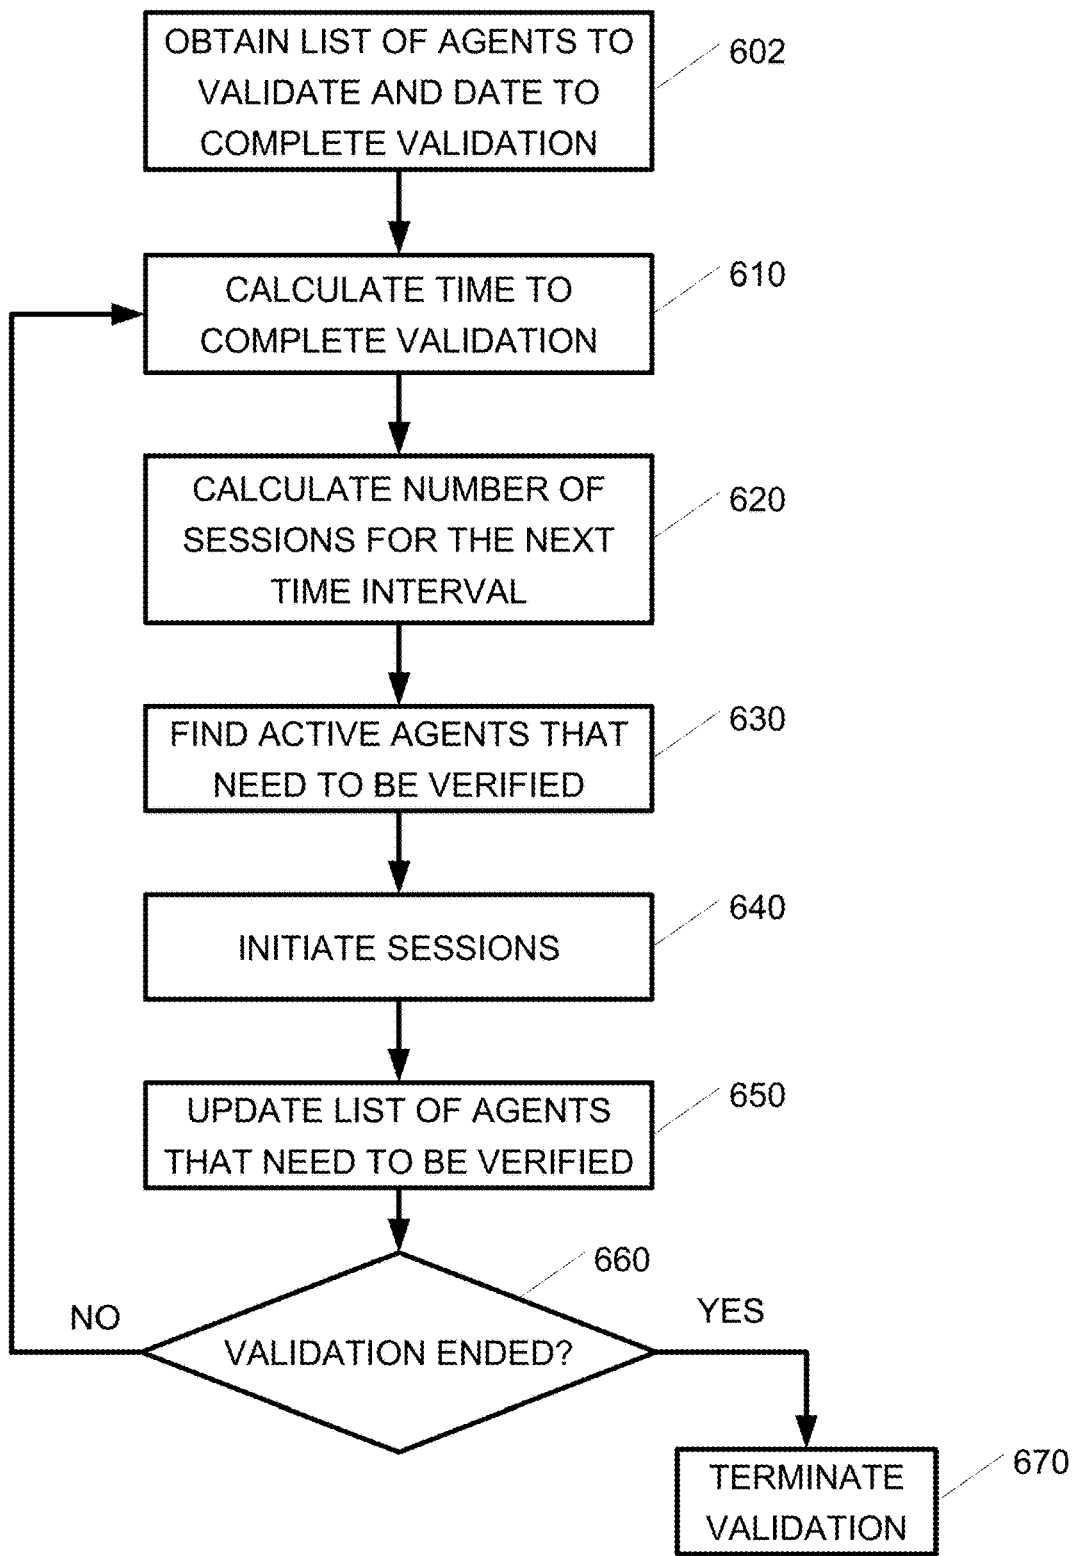 OBTAIN LIST OF AGENTS TO
VALIDATE AND DATE TO
COMPLETE VALIDATION
602
CALCULATE TIME TO
COMPLETE VALIDATION
610
CALCULATE NUMBER OF
SESSIONS FOR THE NEXT
TIME INTERVAL
620
FIND ACTIVE AGENTS THAT
NEED TO BE VERIFIED
630
INITIATE SESSIONS
640
UPDATE LIST OF AGENTS
THAT NEED TO BE VERIFIED
650
VALIDATION ENDED?
660
NO
YES
TERMINATE
VALIDATION
670